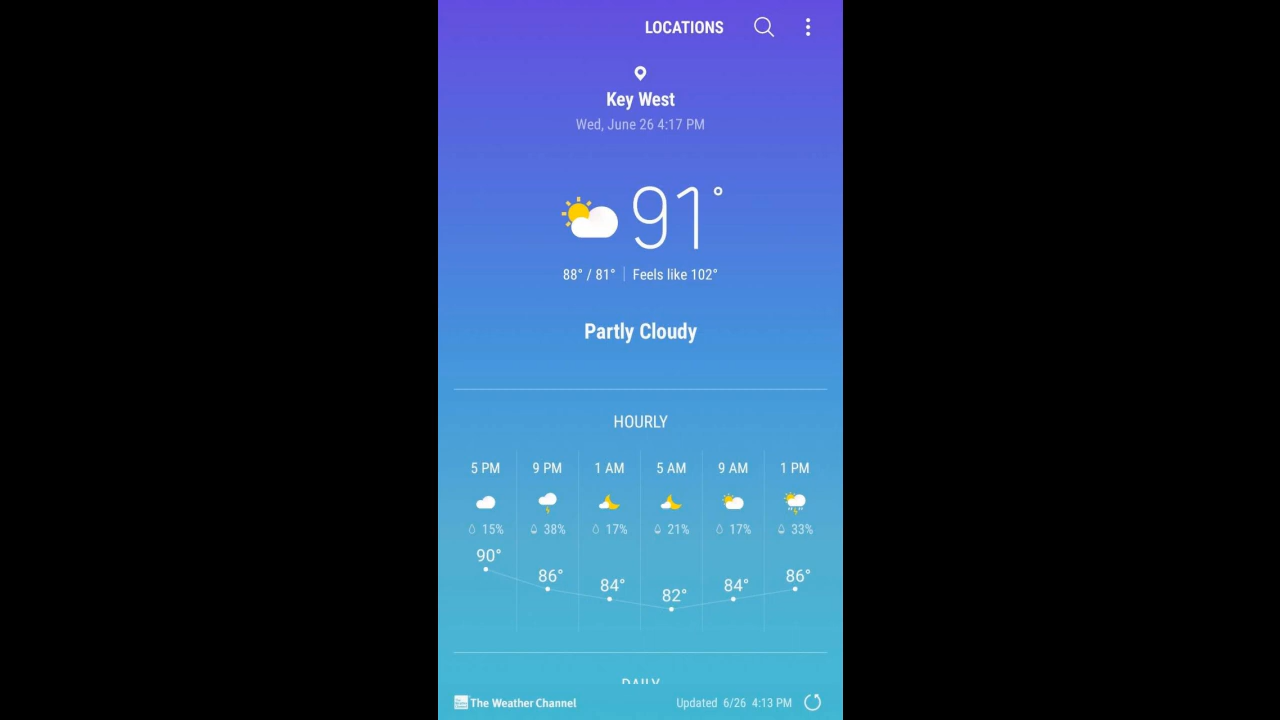 LOCATIONS
Key West
Wed, June 26 4:17 PM
91°
88° / 81° | Feels like 102°
Partly Cloudy
HOURLY
5 PM 9 PM 1 AM 5 AM 9 AM 1 PM
15% 38% 17% 21% 17% 33%
90° 86° 84° 82° 84° 86°
DAILY
The Weather Channel Updated 6/26 4:13 PM